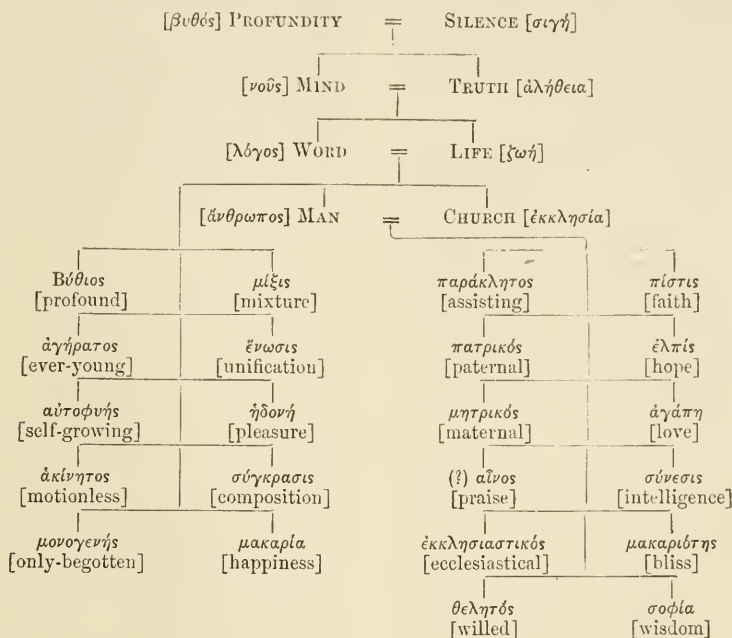 [βυθός] PROFUNDITY = SILENCE [σιγή]
[νοῦς] MIND = TRUTH [ἀλήθεια]
[λόγος] WORD = LIFE [ζωή]
[ἄνθρωπος] MAN = CHURCH [ἐκκλησία]
Βύθιος μίξις παράκλητος πίστις
[profound] [mixture] [assisting] [faith]
ἀγήρατος ἕνωσις πατρικός ἐλπίς
[ever-young] [unification] [paternal] [hope]
αὐτοφυής ἡδονή μητρικός ἀγάπη
[self-growing] [pleasure] [maternal] [love]
ἀκίνητος σύγκρασις (?) αἶνος σύνεσις
[motionless] [composition] [praise] [intelligence]
μονογενής μακαρία ἐκκλησιαστικός μακαριότης
[only-begotten] [happiness] [ecclesiastical] [bliss]
θελητός σοφία
[willed] [wisdom]